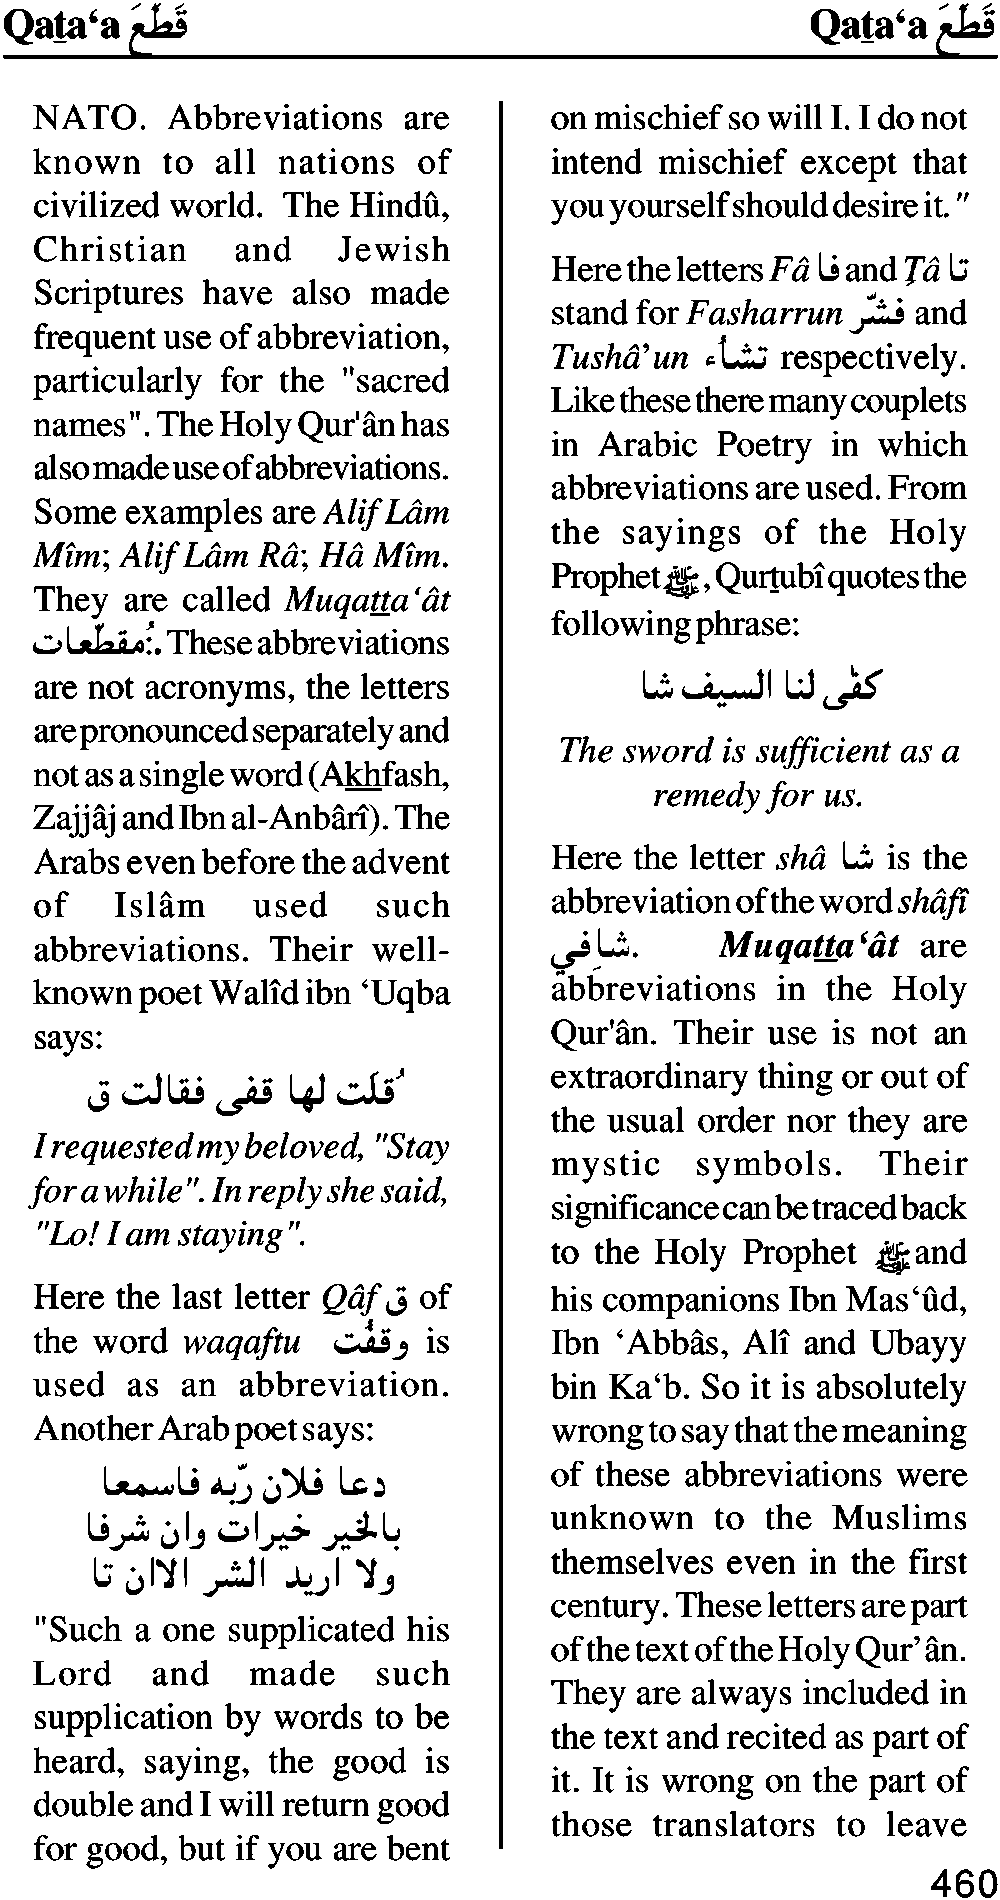 Qaṯa‘a قَطَعَ
Qaṯa‘a قَطَعَ
NATO. Abbreviations are
known to all nations of
civilized world. The Hindû,
Christian and Jewish
Scriptures have also made
frequent use of abbreviation,
particularly for the "sacred
names". The Holy Qur'ân has
also made use of abbreviations.
Some examples are Alif Lâm
Mîm; Alif Lâm Râ; Hâ Mîm.
They are called Muqaṯṯa‘ât
مُقطّعات. These abbreviations
are not acronyms, the letters
are pronounced separately and
not as a single word (Aḵẖfash,
Zajjâj and Ibn al-Anbârî). The
Arabs even before the advent
of Islâm used such
abbreviations. Their well-
known poet Walîd ibn ‘Uqba
says:
قُلَت لها قفى فقالت ق
I requested my beloved, "Stay
for a while". In reply she said,
"Lo! I am staying".
Here the last letter Qâf ق of
the word waqaftu وقفُت is
used as an abbreviation.
Another Arab poet says:
دعا فلان رّبه فاسمعا
بالخير خيرات وان شرفا
ولا اريد الشر الاان تا
"Such a one supplicated his
Lord and made such
supplication by words to be
heard, saying, the good is
double and I will return good
for good, but if you are bent
on mischief so will I. I do not
intend mischief except that
you yourself should desire it. "
Here the letters Fâ فا and Ţâ تا
stand for Fasharrun فشّر and
Tushâ’un تشأء respectively.
Like these there many couplets
in Arabic Poetry in which
abbreviations are used. From
the sayings of the Holy
Prophet ﷺ, Qurṯubî quotes the
following phrase:
كفٰى لنا السيف شا
The sword is sufficient as a
remedy for us.
Here the letter shâ شا is the
abbreviation of the word shâfî
شافِي. Muqaṯṯa‘ât are
abbreviations in the Holy
Qur'ân. Their use is not an
extraordinary thing or out of
the usual order nor they are
mystic symbols. Their
significance can be traced back
to the Holy Prophet ﷺ and
his companions Ibn Mas‘ûd,
Ibn ‘Abbâs, Alî and Ubayy
bin Ka‘b. So it is absolutely
wrong to say that the meaning
of these abbreviations were
unknown to the Muslims
themselves even in the first
century. These letters are part
of the text of the Holy Qur’ân.
They are always included in
the text and recited as part of
it. It is wrong on the part of
those translators to leave
460